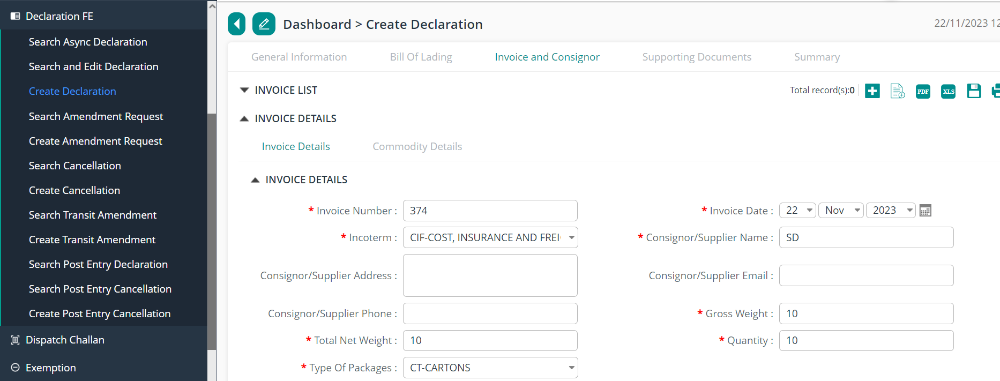 Declaration FE
Search Async Declaration
Search and Edit Declaration
Create Declaration
Search Amendment Request
Create Amendment Request
Search Cancellation
Create Cancellation
Search Transit Amendment
Create Transit Amendment
Search Post Entry Declaration
Search Post Entry Cancellation
Create Post Entry Cancellation
Dispatch Challan
Exemption
Dashboard > Create Declaration
22/11/2023 12
General Information Bill Of Lading Invoice and Consignor Supporting Documents Summary
INVOICE LIST
Total record(s):0 PDF XLS
INVOICE DETAILS
Invoice Details Commodity Details
INVOICE DETAILS
* Invoice Number : 374 * Invoice Date : 22 Nov 2023
* Incoterm : CIF-COST, INSURANCE AND FREI * Consignor/Supplier Name : SD
Consignor/Supplier Address : Consignor/Supplier Email :
Consignor/Supplier Phone : * Gross Weight : 10
* Total Net Weight : 10 * Quantity : 10
* Type Of Packages : CT-CARTONS